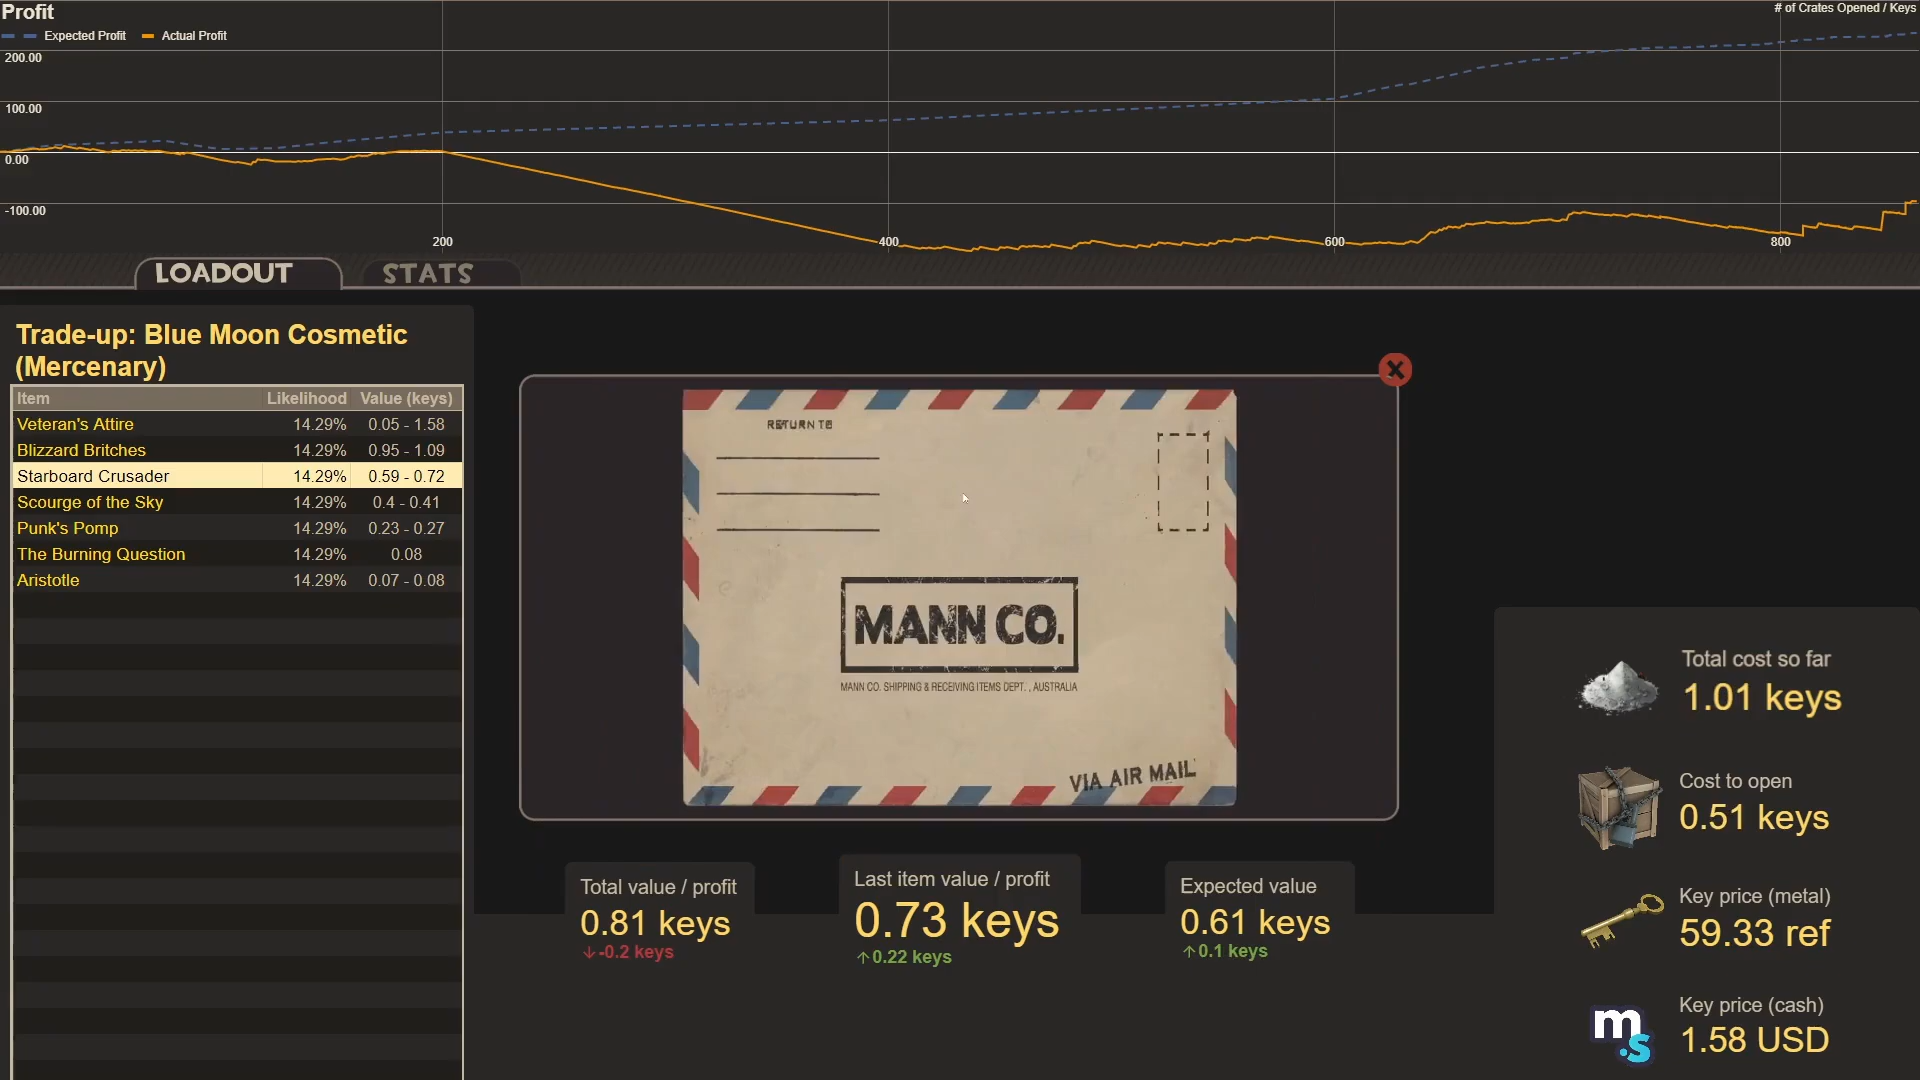 Profit
# of Crates Opened / Keys
Expected Profit Actual Profit
200.00
100.00
0.00
-100.00
200 400 600 800
LOADOUT STATS
Trade-up: Blue Moon Cosmetic
(Mercenary)
Item Likelihood Value (keys)
Veteran's Attire 14.29% 0.05 - 1.58
Blizzard Britches 14.29% 0.95 - 1.09
Starboard Crusader 14.29% 0.59 - 0.72
Scourge of the Sky 14.29% 0.4 - 0.41
Punk's Pomp 14.29% 0.23 - 0.27
The Burning Question 14.29% 0.08
Aristotle 14.29% 0.07 - 0.08
RETURN TO
MANN CO.
MANN CO. SHIPPING & RECEIVING ITEMS DEPT. , AUSTRALIA
VIA AIR MAIL
Total value / profit
0.81 keys
↓-0.2 keys
Last item value / profit
0.73 keys
↑0.22 keys
Expected value
0.61 keys
↑0.1 keys
Total cost so far
1.01 keys
Cost to open
0.51 keys
Key price (metal)
59.33 ref
Key price (cash)
m.s
1.58 USD